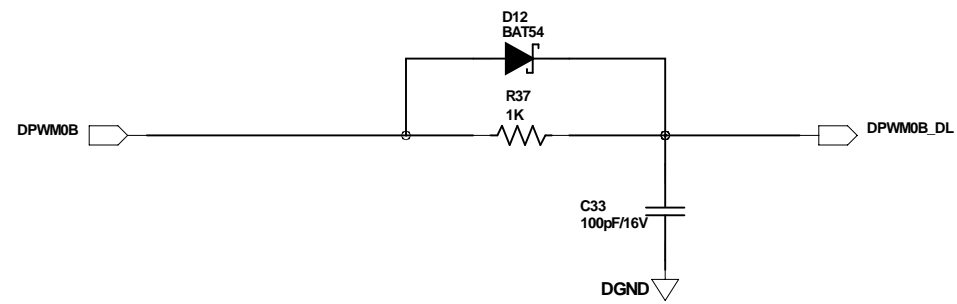 D12
BAT54
R37
1K
DPWM0B
DPWM0B_DL
C33
100pF/16V
DGND